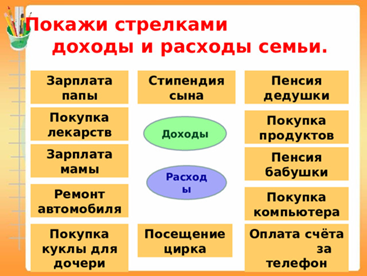 Покажи стрелками
доходы и расходы семьи.
Зарплата
папы
Стипендия
сына
Пенсия
дедушки
Покупка
лекарств
Доходы
Покупка
продуктов
Зарплата
мамы
Пенсия
бабушки
Расход
ы
Ремонт
автомобиля
Покупка
компьютера
Покупка
куклы для
дочери
Посещение
цирка
Оплата счёта
за
телефон